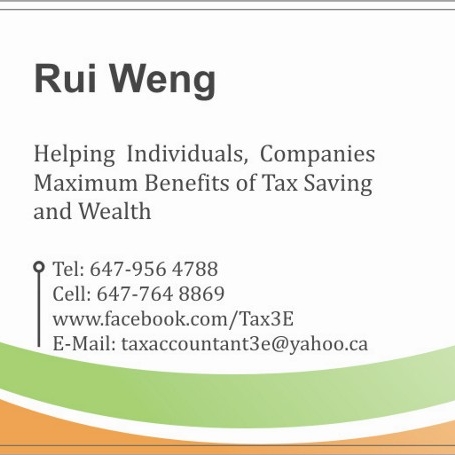 Rui Weng
Helping Individuals, Companies
Maximum Benefits of Tax Saving
and Wealth
Tel: 647-956 4788
Cell: 647-764 8869
www.facebook.com/Tax3E
E-Mail: taxaccountant3e@yahoo.ca